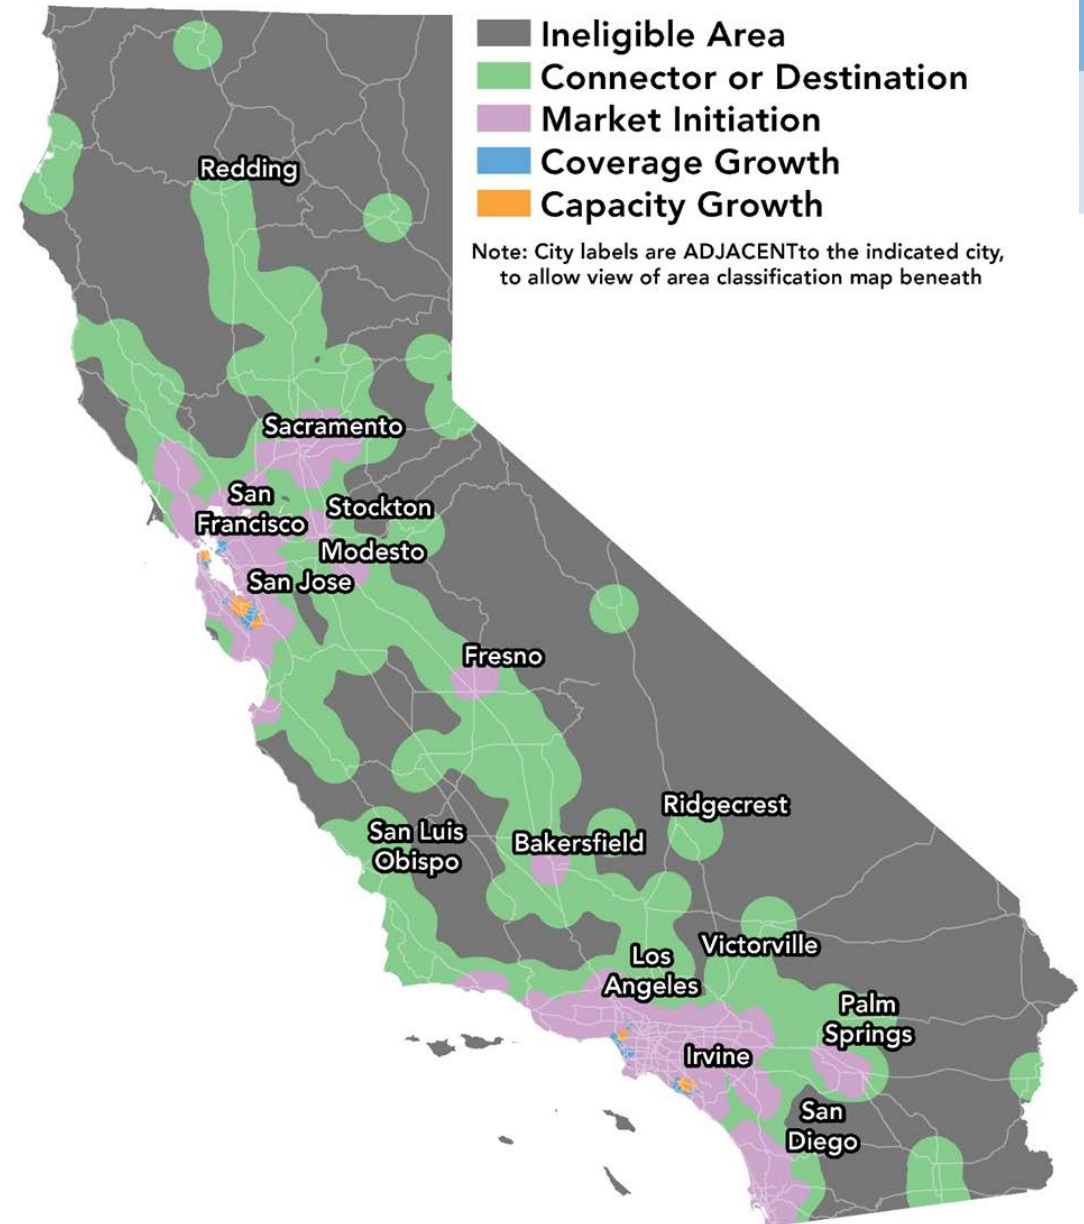 Ineligible Area
Connector or Destination
Market Initiation
Coverage Growth
Capacity Growth
Note: City labels are ADJACENTto the indicated city,
to allow view of area classification map beneath
Redding
Sacramento
San
Francisco
Stockton
Modesto
San Jose
Fresno
Ridgecrest
San Luis
Obispo
Bakersfield
Los
Angeles
Victorville
Palm
Springs
Irvine
San
Diego